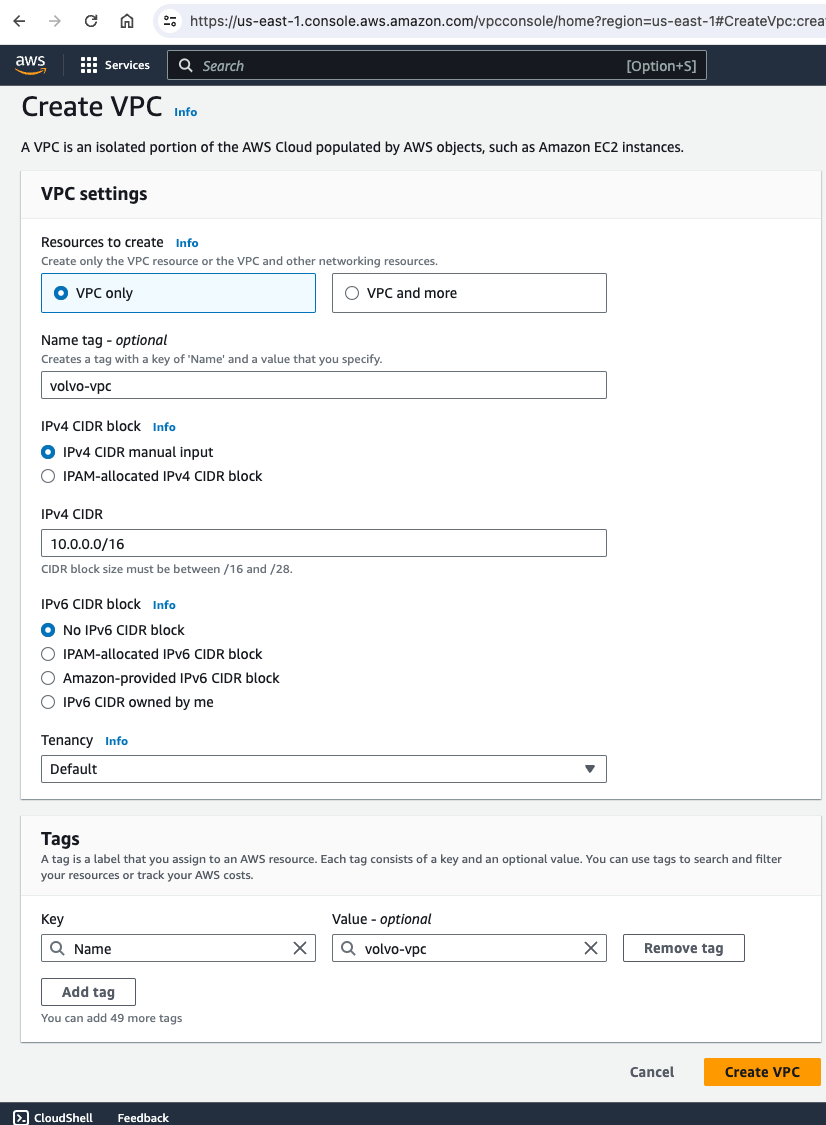 https://us-east-1.console.aws.amazon.com/vpcconsole/home?region=us-east-1#CreateVpc:crea
aws Services Search [Option+S]
Create VPC Info
A VPC is an isolated portion of the AWS Cloud populated by AWS objects, such as Amazon EC2 instances.
VPC settings
Resources to create Info
Create only the VPC resource or the VPC and other networking resources.
VPC only VPC and more
Name tag - optional
Creates a tag with a key of 'Name' and a value that you specify.
volvo-vpc
IPv4 CIDR block Info
IPv4 CIDR manual input
IPAM-allocated IPv4 CIDR block
IPv4 CIDR
10.0.0.0/16
CIDR block size must be between /16 and /28.
IPv6 CIDR block Info
No IPv6 CIDR block
IPAM-allocated IPv6 CIDR block
Amazon-provided IPv6 CIDR block
IPv6 CIDR owned by me
Tenancy Info
Default
Tags
A tag is a label that you assign to an AWS resource. Each tag consists of a key and an optional value. You can use tags to search and filter
your resources or track your AWS costs.
Key Value - optional
Name volvo-vpc Remove tag
Add tag
You can add 49 more tags
Cancel Create VPC
CloudShell Feedback